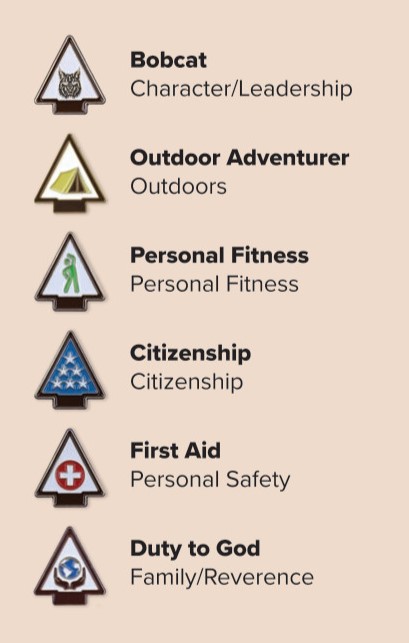 Bobcat
Character/Leadership
Outdoor Adventurer
Outdoors
Personal Fitness
Personal Fitness
Citizenship
Citizenship
First Aid
Personal Safety
Duty to God
Family/Reverence